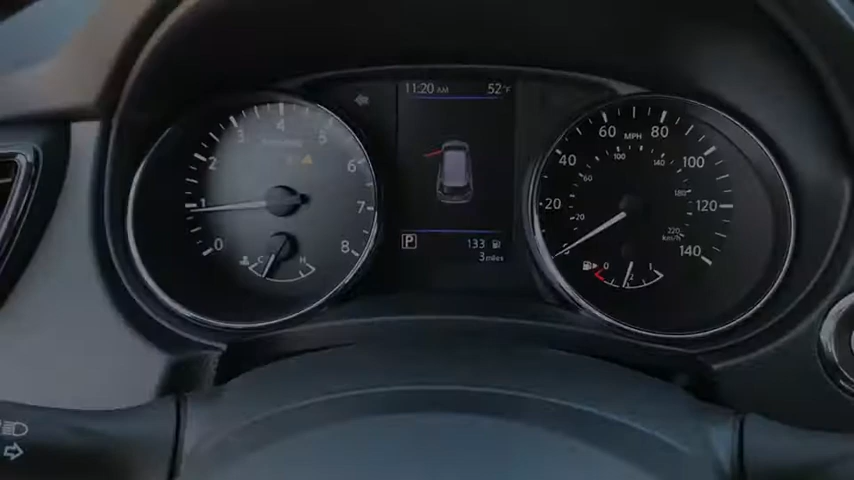 11:20 AM 52°F
0 1 2 3 4 5 6 7 8
C H
P
133
3 miles
0 20 40 60 80 100 120 140
MPH
20 60 100 140 180 220
km/h
0 1/2 1